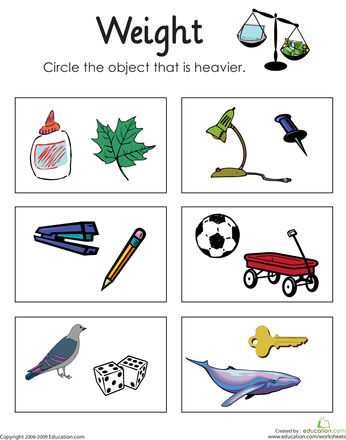 Weight
Circle the object that is heavier.
Copyright 2008-2009 Education.com
Created by:
education.com
www.education.com/worksheets